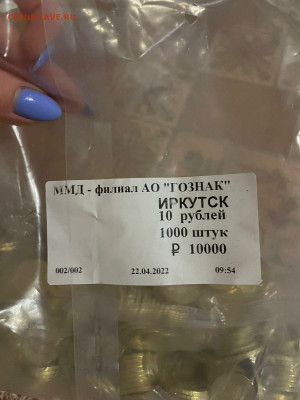 ММД - филиал АО "ГОЗНАК"
ИРКУТСК
10 рублей
1000 штук
₽ 10000
002/002 22.04.2022 09:54